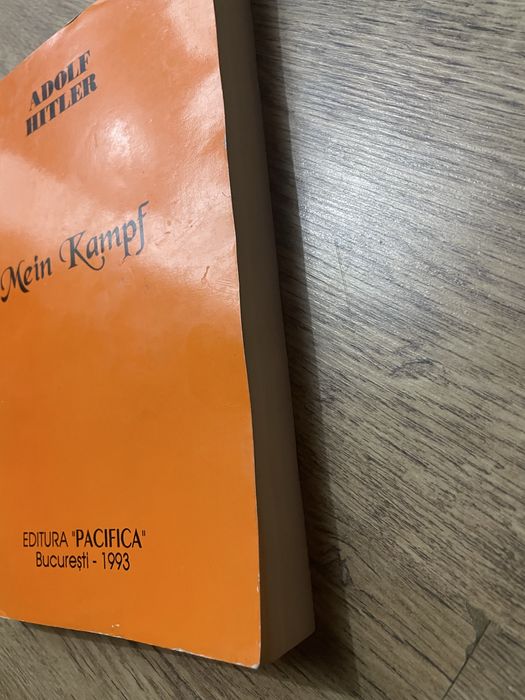 ADOLF
HITLER
Mein Kampf
EDITURA "PACIFICA"
București - 1993